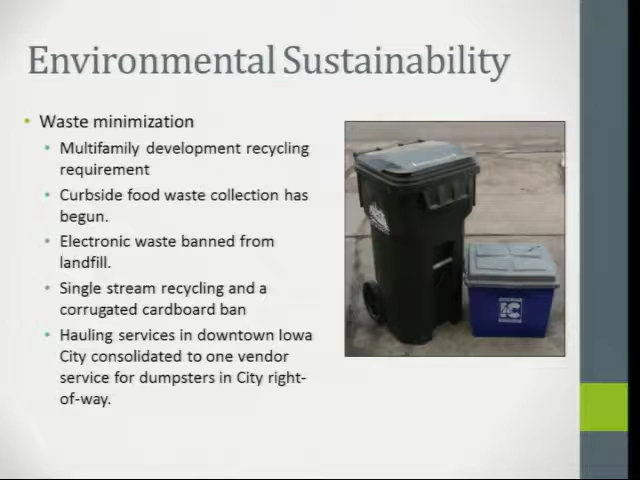 Environmental Sustainability
Waste minimization
Multifamily development recycling
requirement
Curbside food waste collection has
begun.
Electronic waste banned from
landfill.
Single stream recycling and a
corrugated cardboard ban
Hauling services in downtown Iowa
City consolidated to one vendor
service for dumpsters in City right-
of-way.
IC